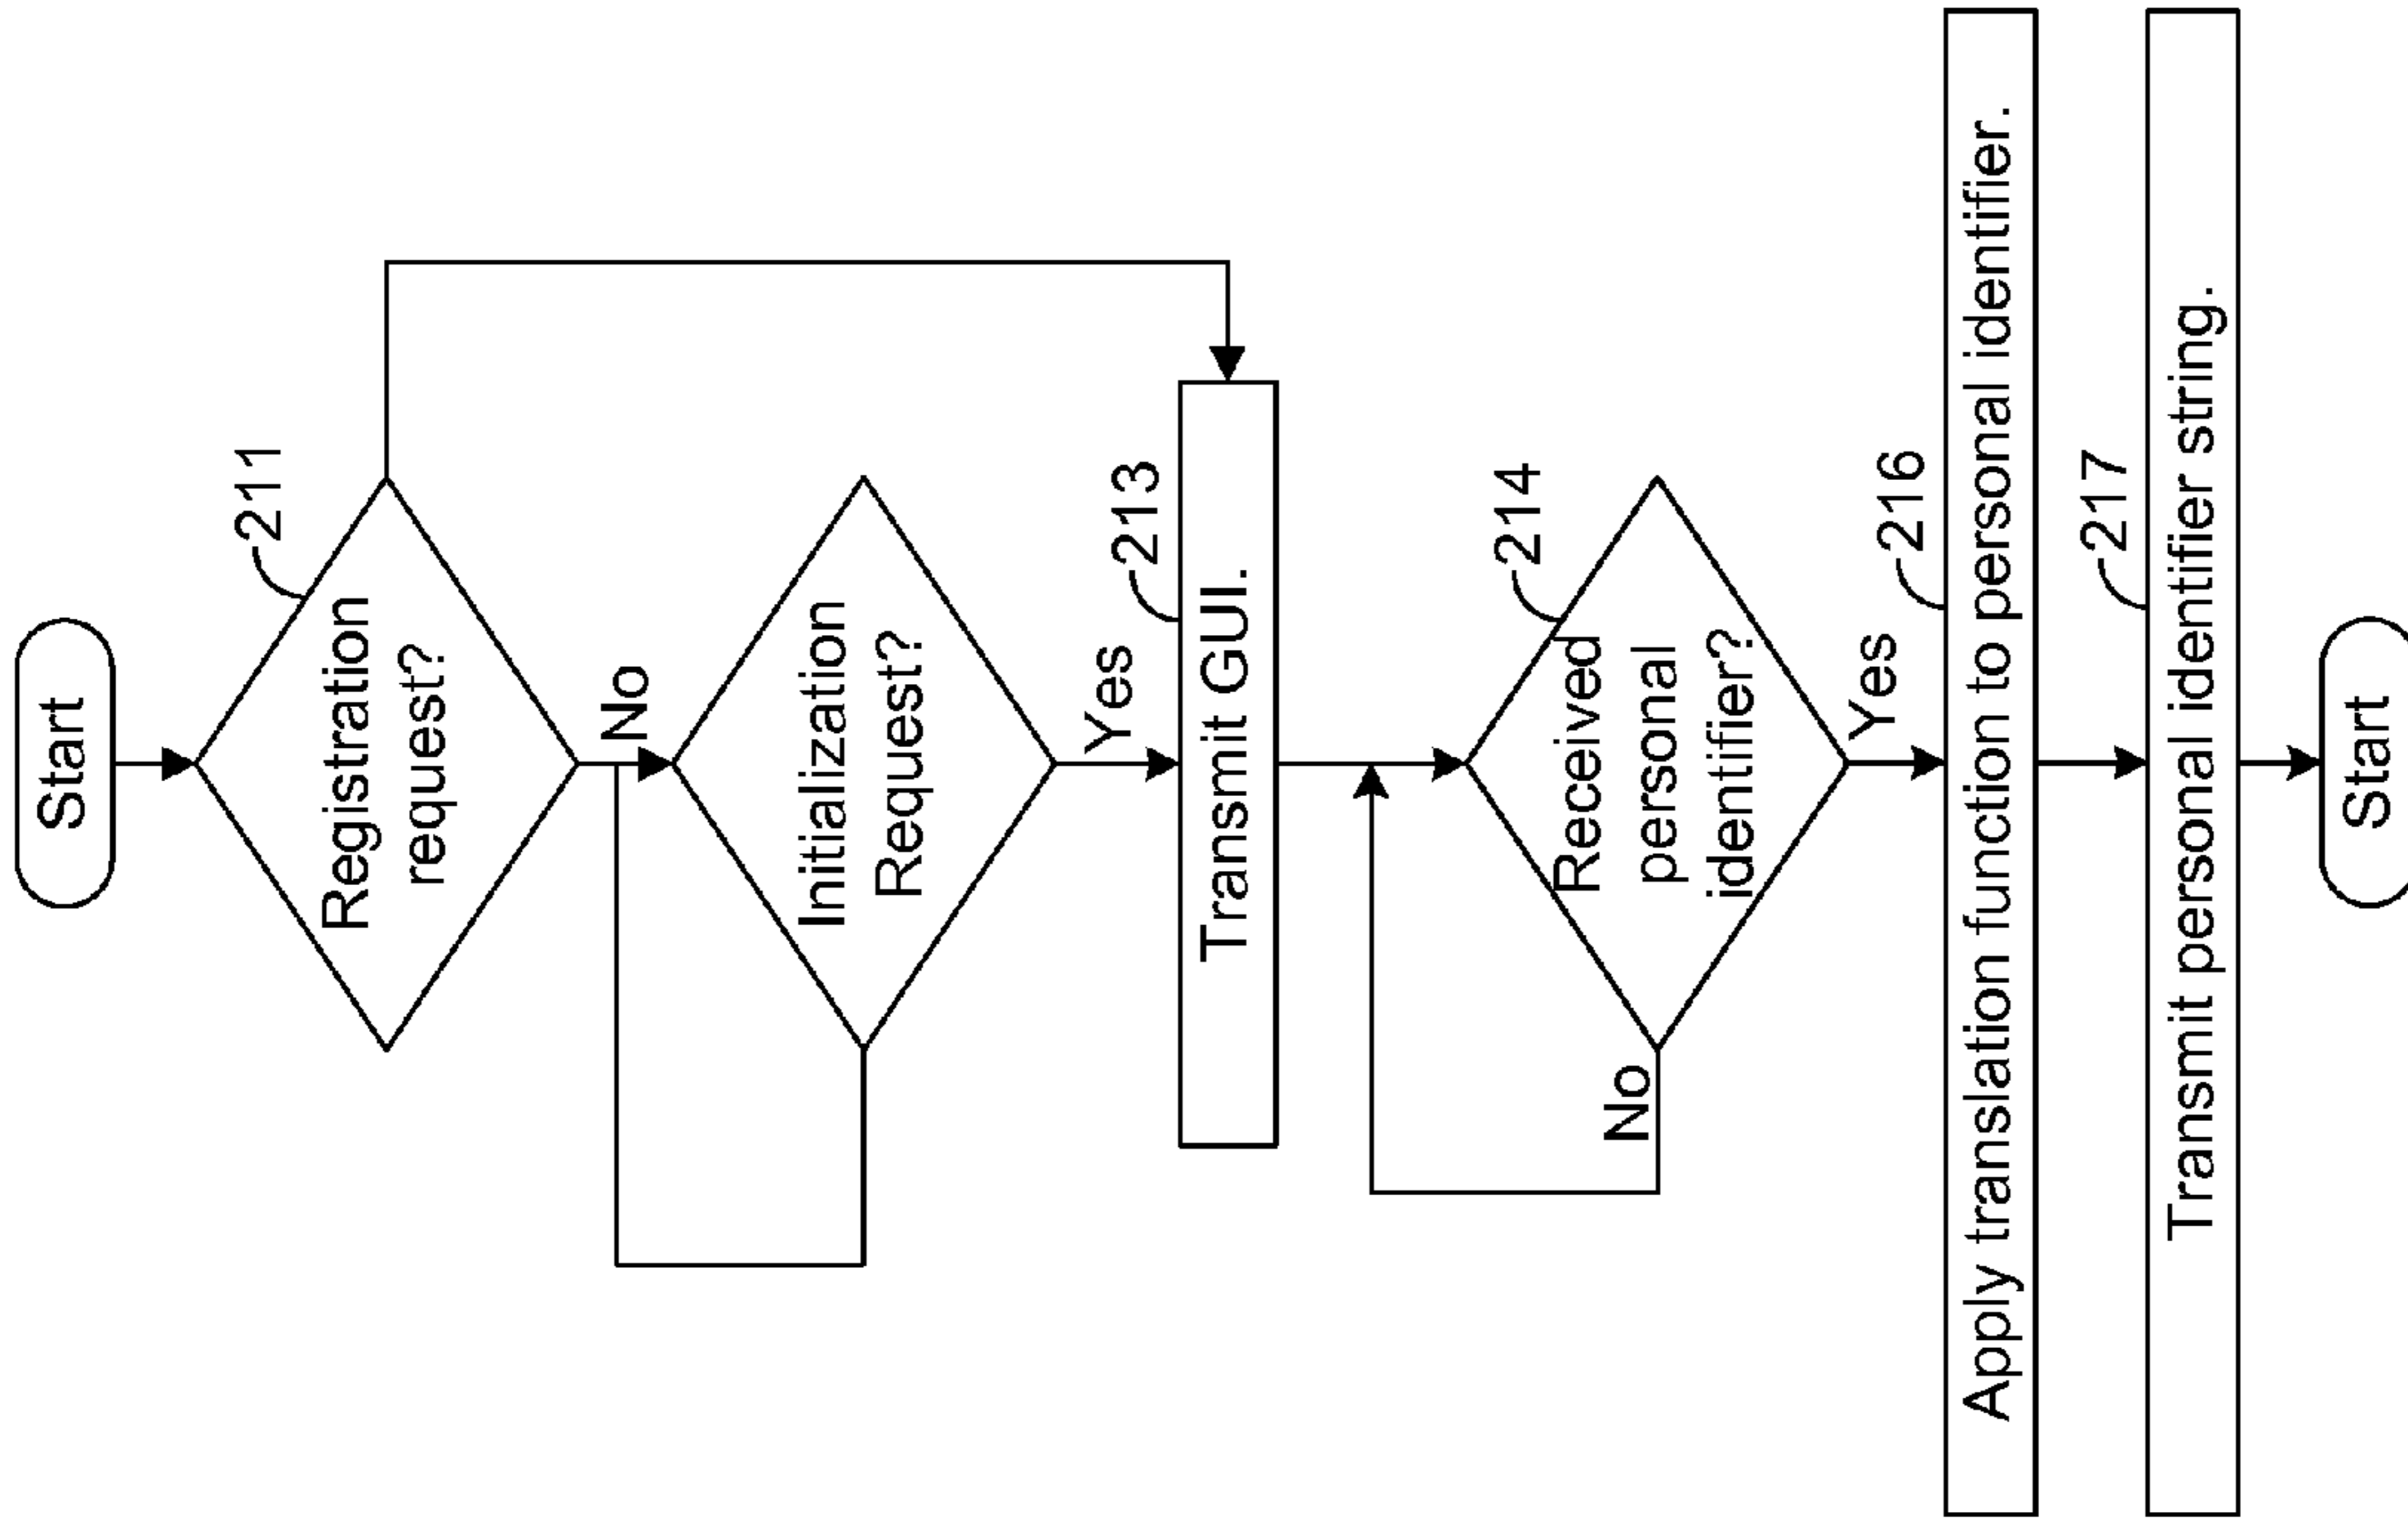 Start
211
Registration
request?
No
Initialization
Request?
Yes
213
Transmit GUI.
214
Received
personal
identifier?
No
Yes
216
Apply translation function to personal identifier.
217
Transmit personal identifier string.
Start